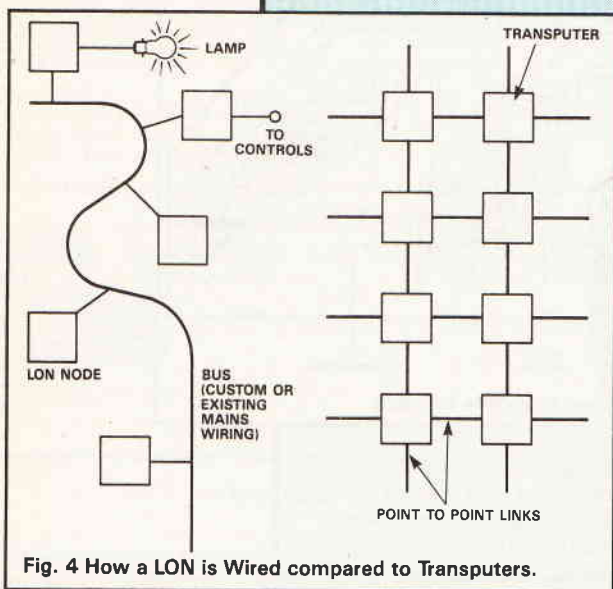 LAMP
TO
CONTROLS
LON NODE
BUS
(CUSTOM OR
EXISTING
MAINS
WIRING)
TRANSPUTER
POINT TO POINT LINKS
Fig. 4 How a LON is Wired compared to Transputers.